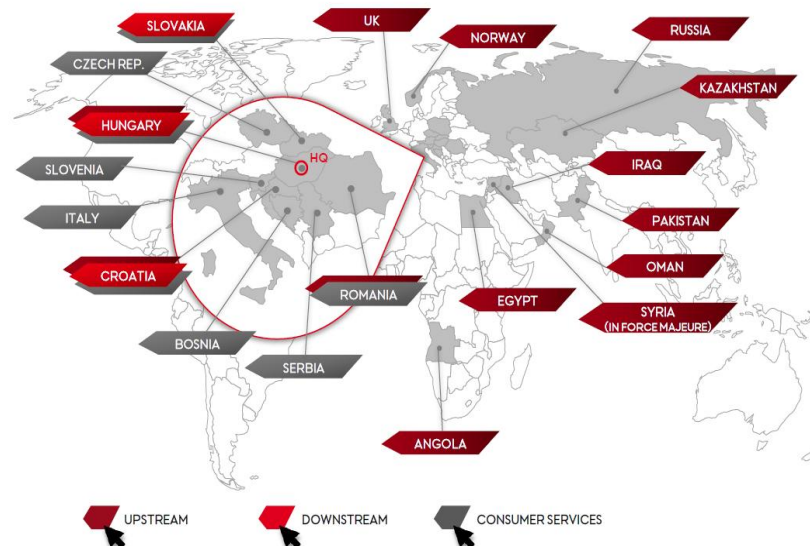 SLOVAKIA
UK
NORWAY
RUSSIA
CZECH REP.
KAZAKHSTAN
HUNGARY
HQ
IRAQ
SLOVENIA
ITALY
PAKISTAN
CROATIA
OMAN
ROMANIA
EGYPT
SYRIA
(IN FORCE MAJEURE)
BOSNIA
SERBIA
ANGOLA
UPSTREAM
DOWNSTREAM
CONSUMER SERVICES